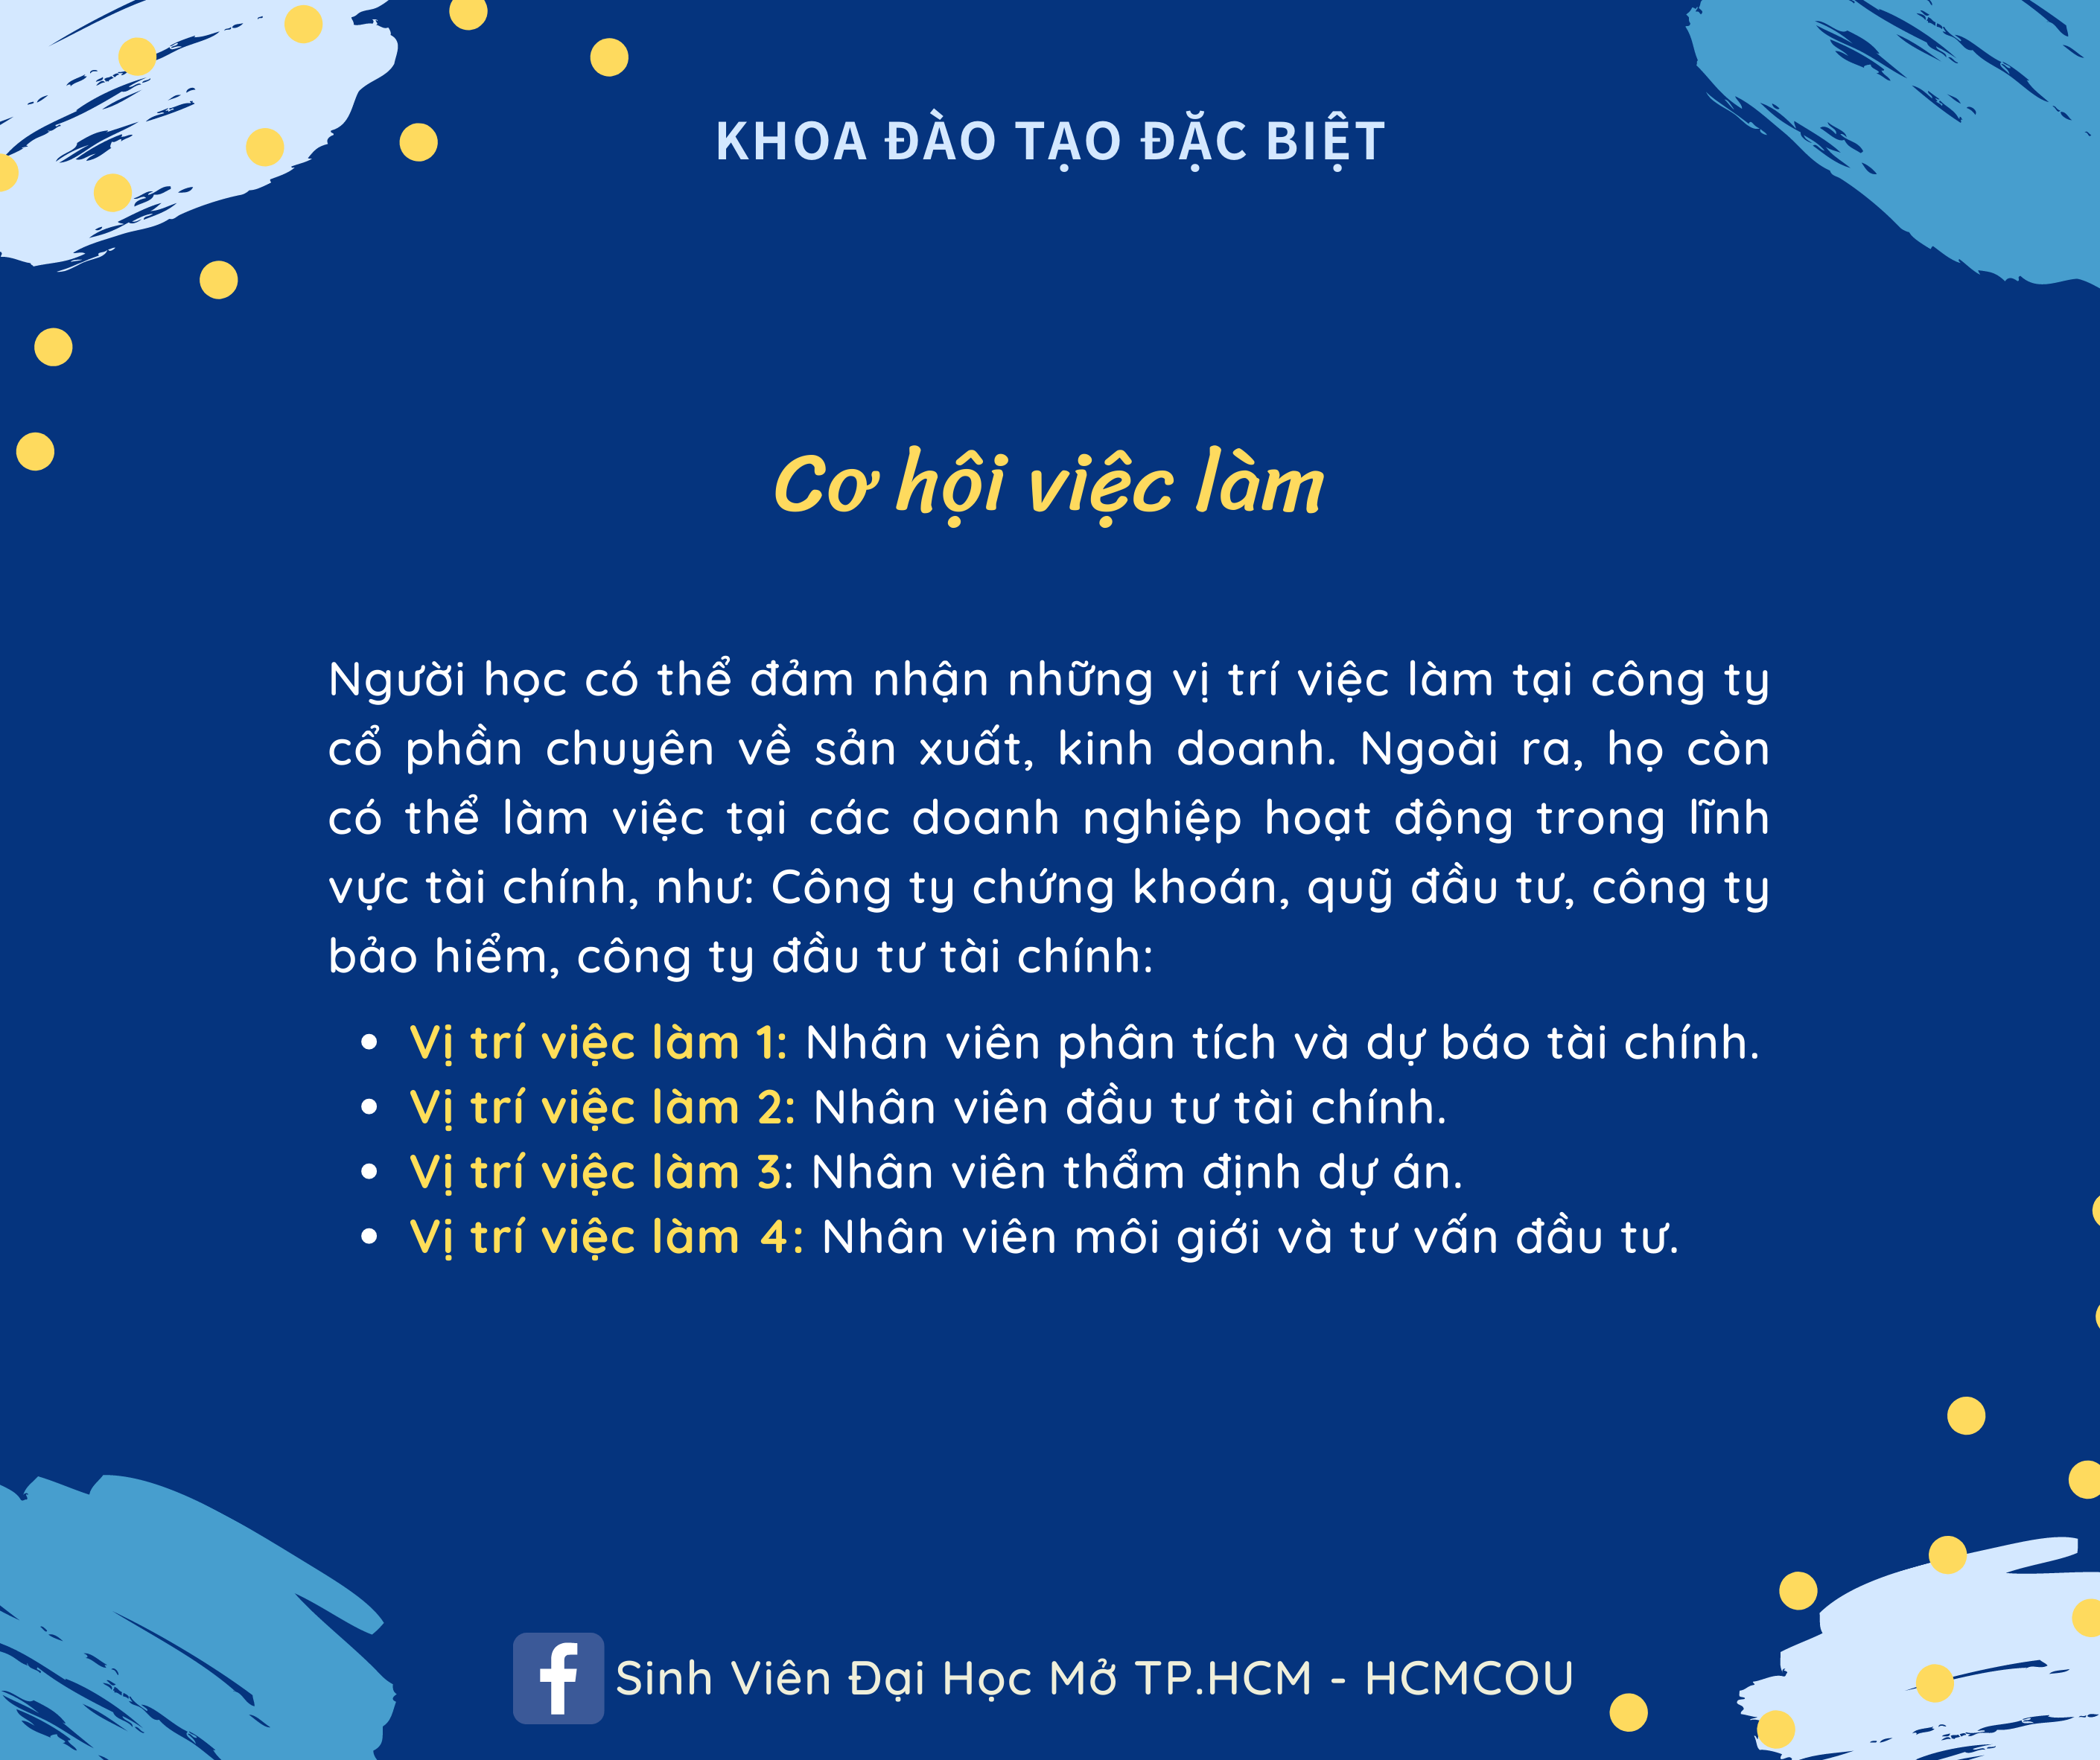 KHOA ĐÀO TẠO ĐẶC BIỆT
Cơ hội việc làm
Người học có thể đảm nhận những vị trí việc làm tại công ty
cổ phần chuyên về sản xuất, kinh doanh. Ngoài ra, họ còn
có thể làm việc tại các doanh nghiệp hoạt động trong lĩnh
vực tài chính, như: Công ty chứng khoán, quỹ đầu tư, công ty
bảo hiểm, công ty đầu tư tài chính:
• Vị trí việc làm 1: Nhân viên phân tích và dự báo tài chính.
• Vị trí việc làm 2: Nhân viên đầu tư tài chính.
• Vị trí việc làm 3: Nhân viên thẩm định dự án.
• Vị trí việc làm 4: Nhân viên môi giới và tư vấn đầu tư.
Sinh Viên Đại Học Mở TP.HCM - HCMCOU